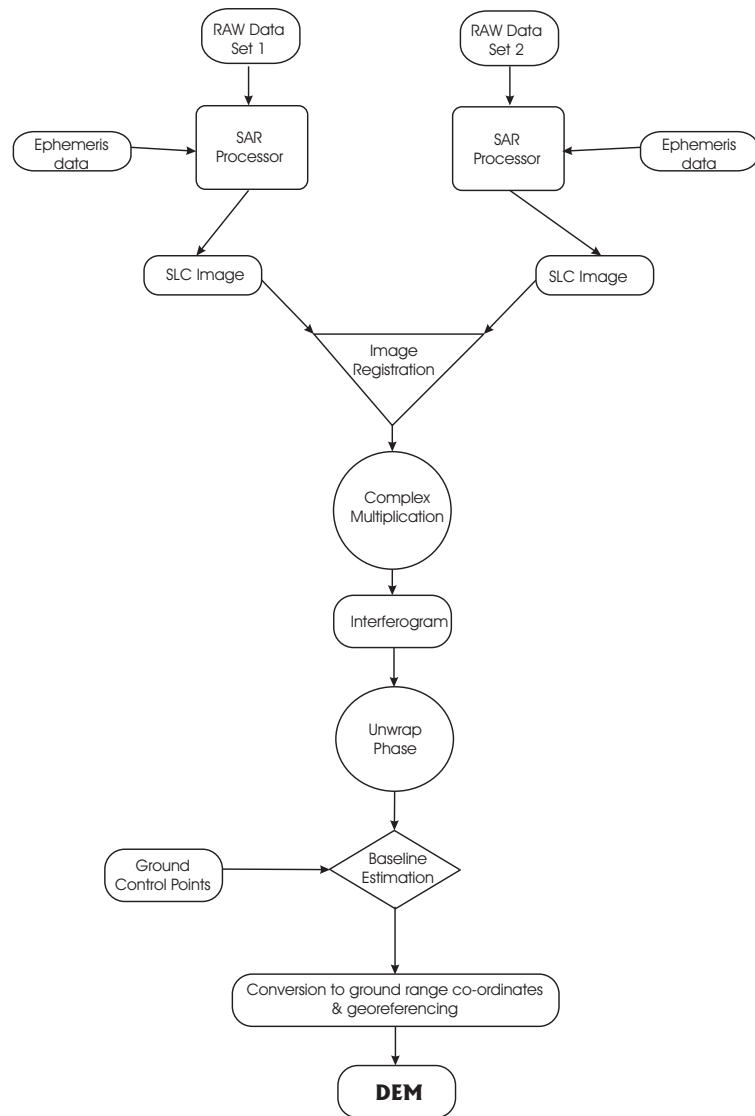 RAW Data
Set 1
RAW Data
Set 2
Ephemeris
data
SAR
Processor
SAR
Processor
Ephemeris
data
SLC Image
SLC Image
Image
Registration
Complex
Multiplication
Interferogram
Unwrap
Phase
Ground
Control Points
Baseline
Estimation
Conversion to ground range co-ordinates
& georeferencing
DEM